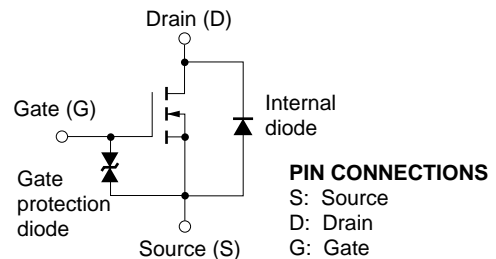 Drain (D)
Gate (G)
Internal
diode
Gate
protection
diode
Source (S)
PIN CONNECTIONS
S: Source
D: Drain
G: Gate